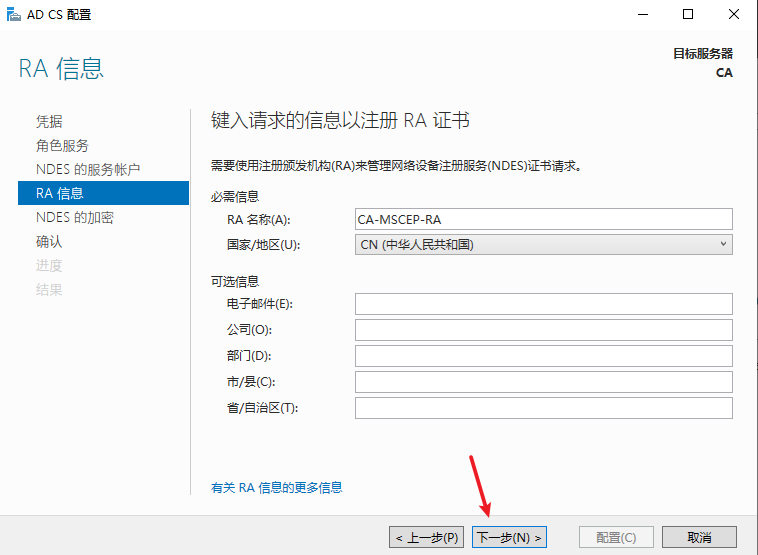 AD CS 配置
RA 信息
目标服务器
CA
凭据
角色服务
NDES 的服务帐户
RA 信息
NDES 的加密
确认
进度
结果
键入请求的信息以注册 RA 证书
需要使用注册颁发机构(RA)来管理网络设备注册服务(NDES)证书请求。
必需信息
RA 名称(A): CA-MSCEP-RA
国家/地区(U): CN (中华人民共和国)
可选信息
电子邮件(E):
公司(O):
部门(D):
市/县(C):
省/自治区(T):
有关 RA 信息的更多信息
< 上一步(P) 下一步(N) > 配置(C) 取消